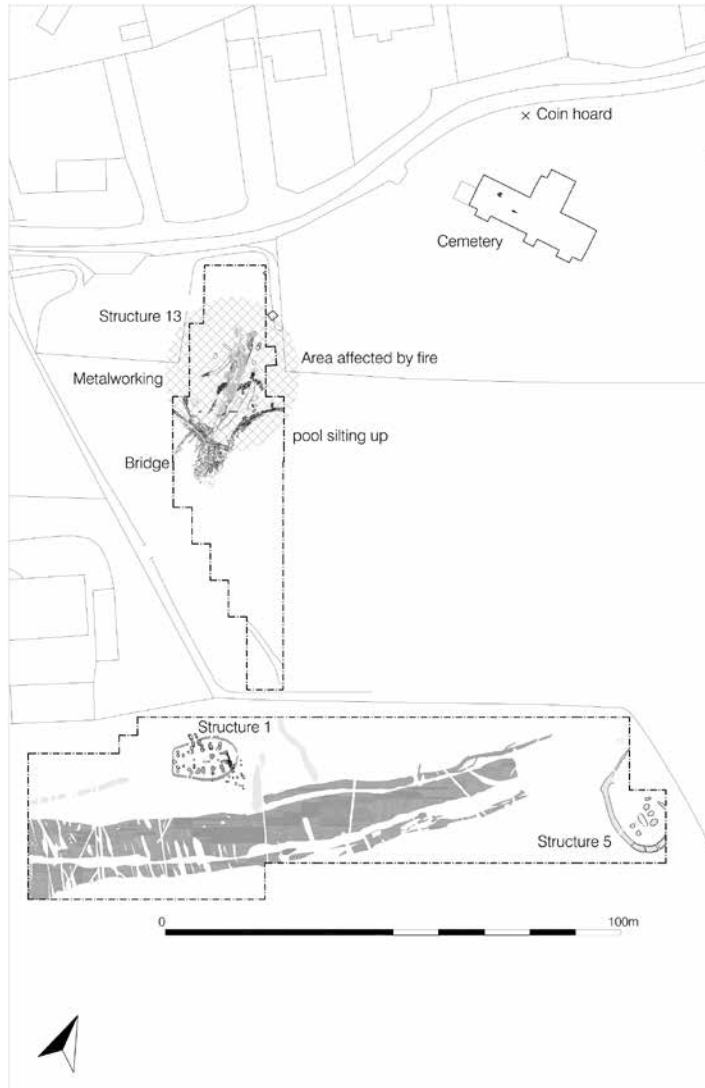 Coin hoard
Cemetery
Structure 13
Area affected by fire
Metalworking
pool silting up
Bridge
Structure 1
Structure 5
0
100m